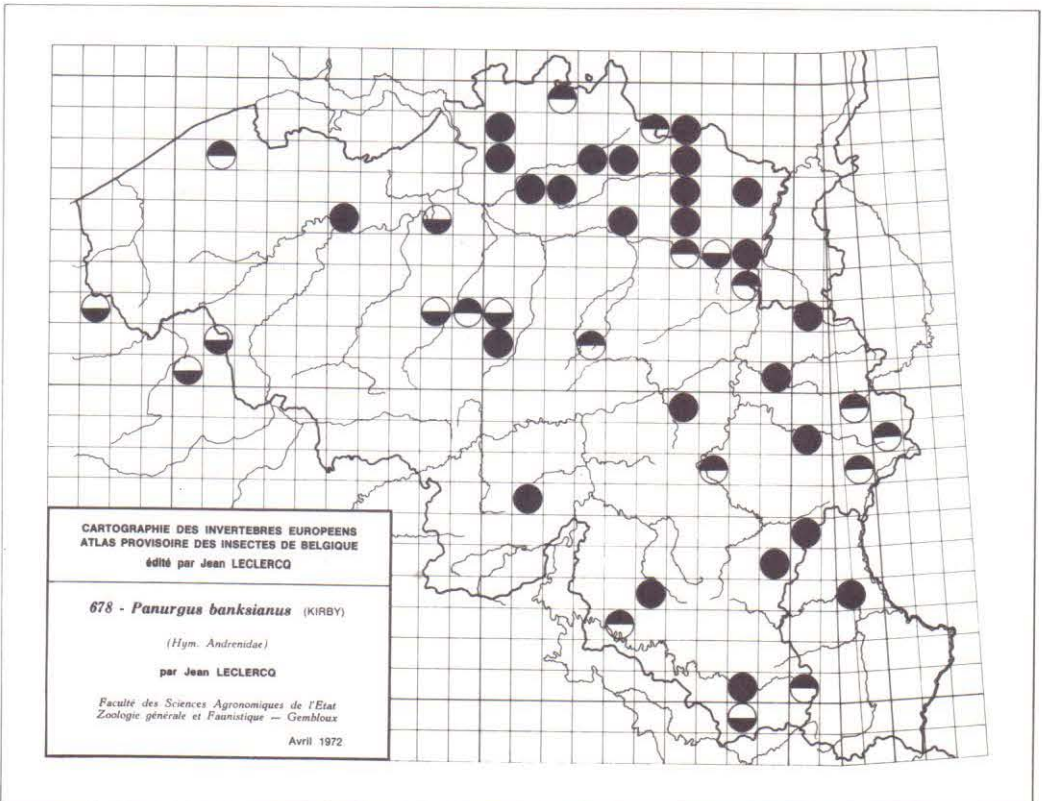 CARTOGRAPHIE DES INVERTEBRES EUROPEENS
ATLAS PROVISOIRE DES INSECTES DE BELGIQUE
édité par Jean LECLERCQ
678 - Panurgus banksianus (KIRBY)
(Hym. Andrenidae)
par Jean LECLERCQ
Faculté des Sciences Agronomiques de l'Etat
Zoologie générale et Faunistique — Gembloux
Avril 1972